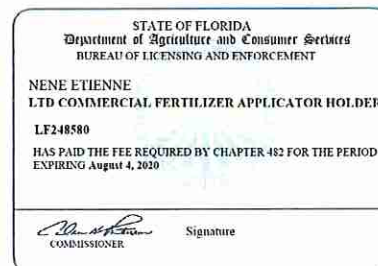 STATE OF FLORIDA
Department of Agriculture and Consumer Services
BUREAU OF LICENSING AND ENFORCEMENT
NENE ETIENNE
LTD COMMERCIAL FERTILIZER APPLICATOR HOLDER
LF248580
HAS PAID THE FEE REQUIRED BY CHAPTER 482 FOR THE PERIOD
EXPIRING August 4, 2020
Signature
COMMISSIONER